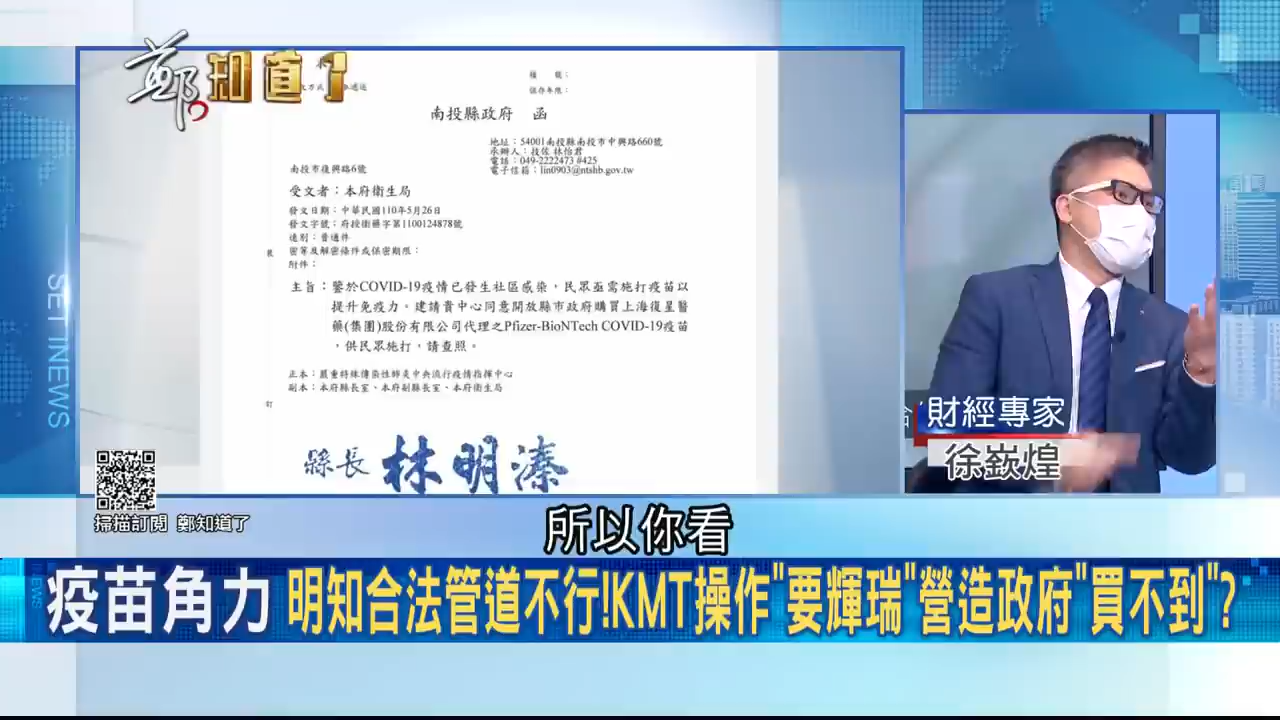 鄭知道了
檔　　號：
保存年限：
南投縣政府　函
地址：54001南投縣南投市中興路660號
承辦人：技佐 林怡君
電話：049-2222473 #425
電子信箱：lin0903@ntshb.gov.tw
南投市復興路6號
受文者：本府衛生局
發文日期：中華民國110年5月26日
發文字號：府授衛藥字第1100124878號
速別：普通件
密等及解密條件或保密期限：
附件：
裝
主旨：鑒於COVID-19疫情已發生社區感染，民眾亟需施打疫苗以
提升免疫力。建請貴中心同意開放縣市政府購買上海復星醫
藥(集團)股份有限公司代理之Pfizer-BioNTech COVID-19疫苗
，供民眾施打，請查照。
正本：嚴重特殊傳染性肺炎中央流行疫情指揮中心
副本：本府縣長室、本府副縣長室、本府衛生局
訂
縣長 林明溱
財經專家
徐嶔煌
SET INEWS
掃描訂閱 鄭知道了
所以你看
疫苗角力 明知合法管道不行!KMT操作"要輝瑞"營造政府"買不到"?